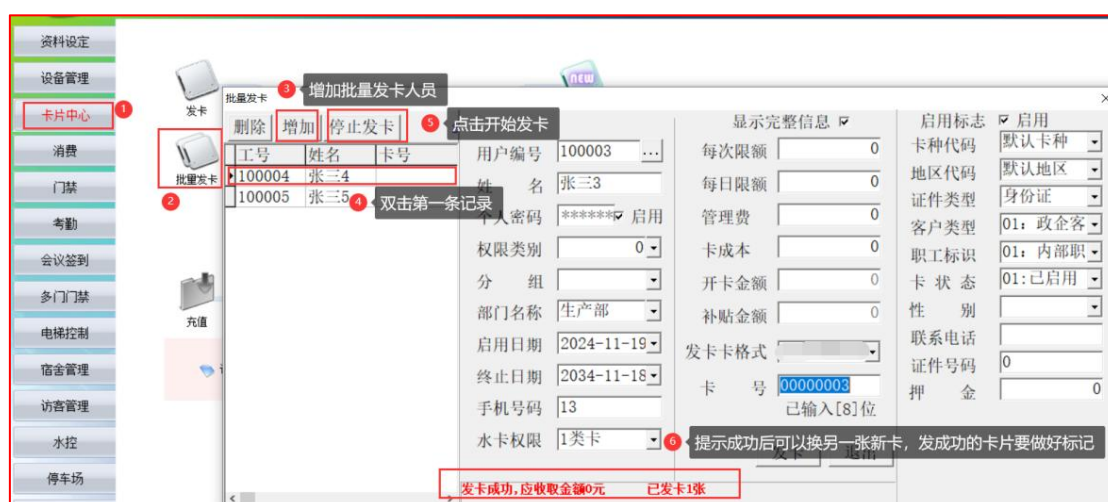 资料设定
设备管理
卡片中心 1
消费
门禁
考勤
会议签到
多门门禁
电梯控制
宿舍管理
访客管理
水控
停车场
发卡
批量发卡
2
充值
new
批量发卡 3 增加批量发卡人员
删除 增加 停止发卡 5 点击开始发卡
工号 姓名 卡号
100004 张三4
100005 张三5 4 双击第一条记录
用户编号 100003 ...
姓 名 张三3
个人密码 ****** 启用
权限类别 0
分 组
部门名称 生产部
启用日期 2024-11-19
终止日期 2034-11-18
手机号码 13
水卡权限 1类卡 6 提示成功后可以换另一张新卡，发成功的卡片要做好标记
显示完整信息
每次限额 0
每日限额 0
管理费 0
卡成本 0
开卡金额 0
补贴金额 0
发卡卡格式
卡 号 00000003
已输入[8]位
发卡 退出
启用标志 启用
卡种代码 默认卡种
地区代码 默认地区
证件类型 身份证
客户类型 01: 政企客
职工标识 01: 内部职
卡 状 态 01:已启用
性 别
联系电话
证件号码 0
押 金 0
发卡成功,应收取金额0元 已发卡1张